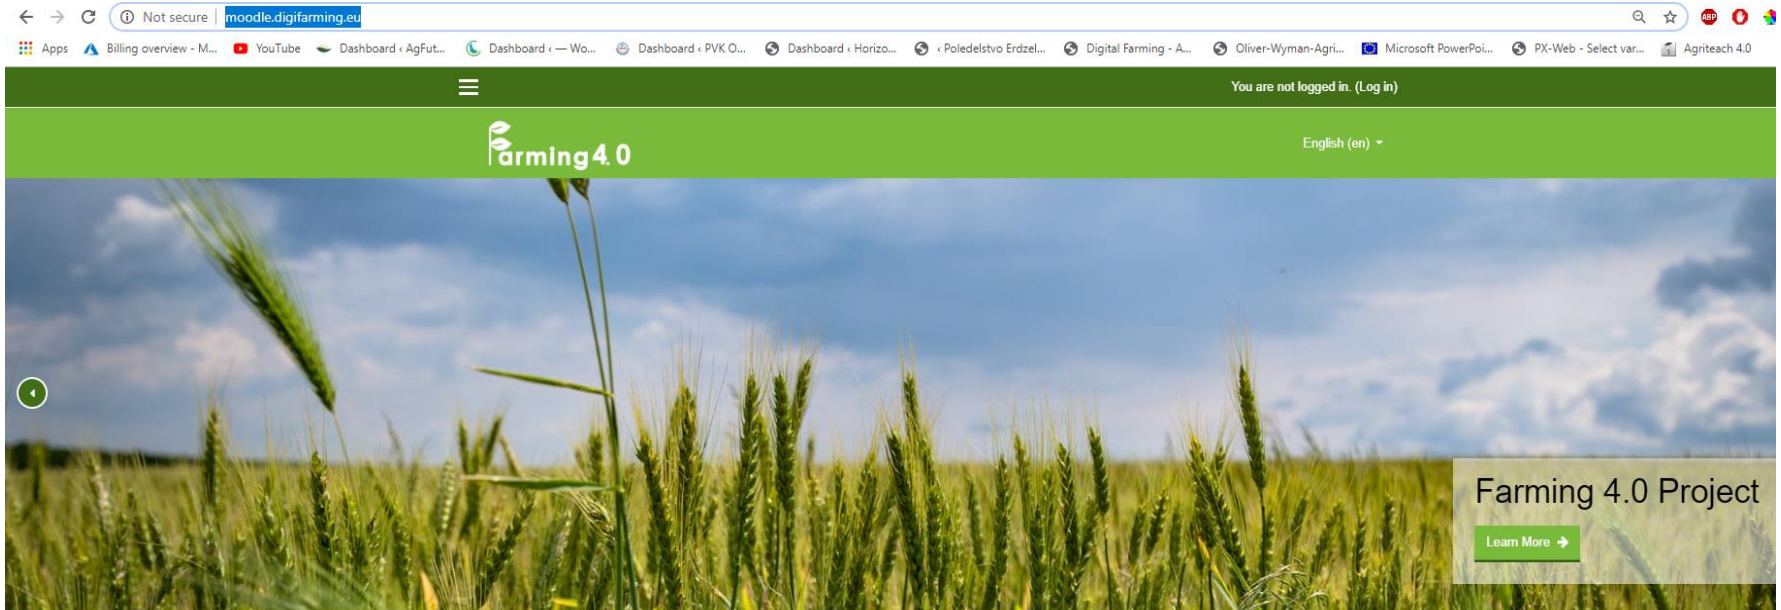 Not secure | moodle.digifarming.eu
ABP
Apps Billing overview - M... YouTube Dashboard ‹ AgFut... Dashboard ‹ — Wo... Dashboard ‹ PVK O... Dashboard ‹ Horizo... ‹ Poledelstvo Erdzel... Digital Farming - A... Oliver-Wyman-Agri... Microsoft PowerPoi... PX-Web - Select var... Agriteach 4.0
You are not logged in. (Log in)
Farming 4.0
English (en)
Farming 4.0 Project
Learn More